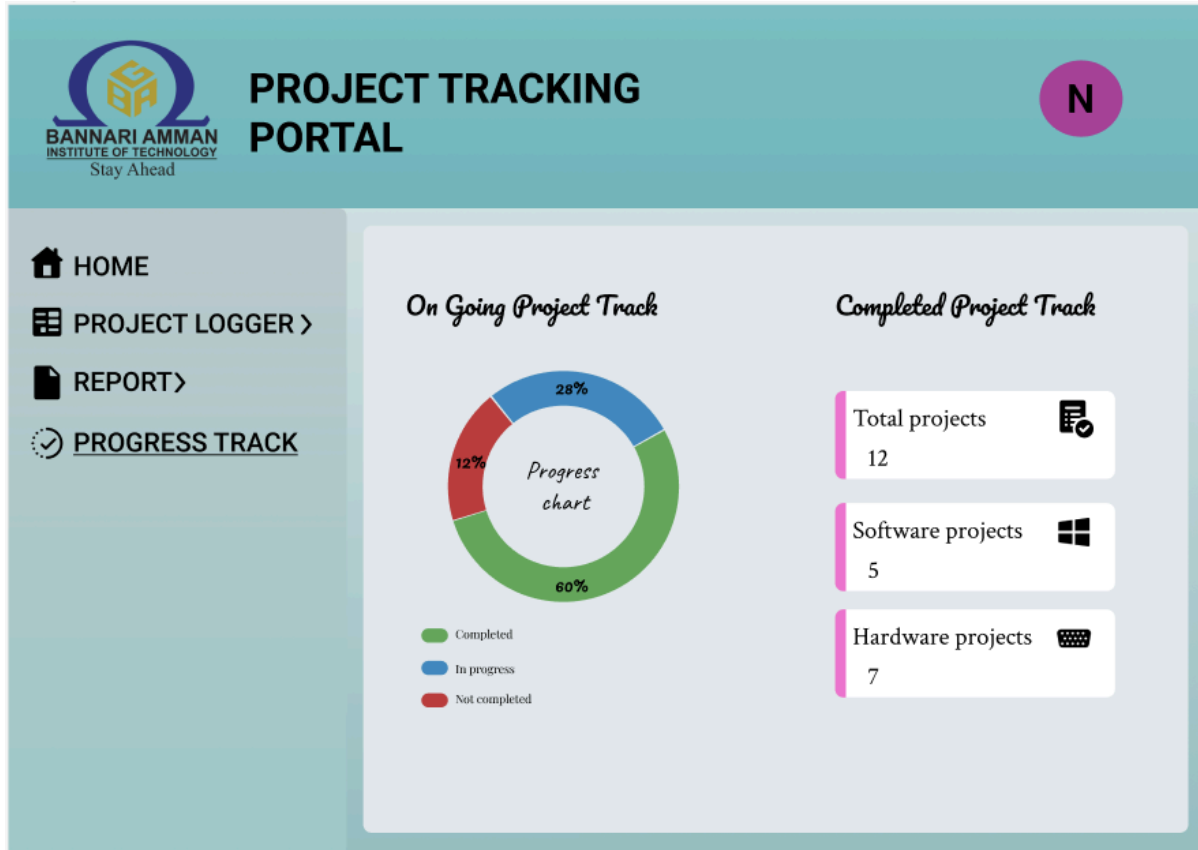 BANNARI AMMAN
INSTITUTE OF TECHNOLOGY
Stay Ahead
PROJECT TRACKING
PORTAL
N
HOME
PROJECT LOGGER >
REPORT>
PROGRESS TRACK
On Going Project Track
28%
12%
Progress
chart
60%
Completed
In progress
Not completed
Completed Project Track
Total projects
12
Software projects
5
Hardware projects
7